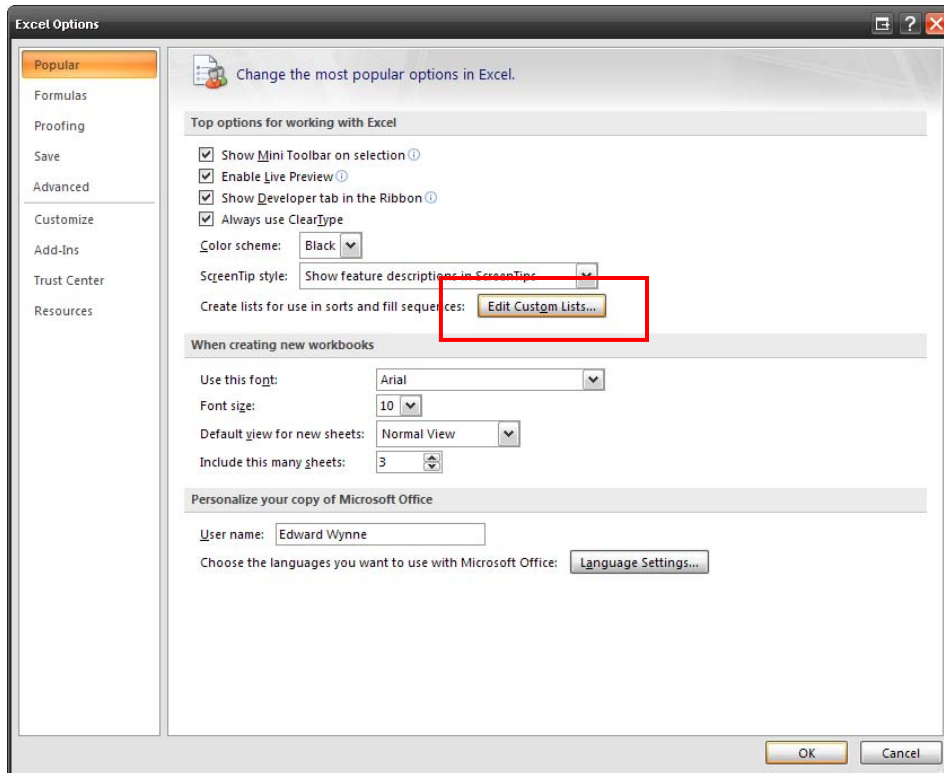 Excel Options
Popular
Formulas
Proofing
Save
Advanced
Customize
Add-Ins
Trust Center
Resources
Change the most popular options in Excel.
Top options for working with Excel
Show Mini Toolbar on selection
Enable Live Preview
Show Developer tab in the Ribbon
Always use ClearType
Color scheme: Black
ScreenTip style: Show feature descriptions in ScreenTips
Create lists for use in sorts and fill sequences: Edit Custom Lists...
When creating new workbooks
Use this font: Arial
Font size: 10
Default view for new sheets: Normal View
Include this many sheets: 3
Personalize your copy of Microsoft Office
User name: Edward Wynne
Choose the languages you want to use with Microsoft Office: Language Settings...
OK Cancel